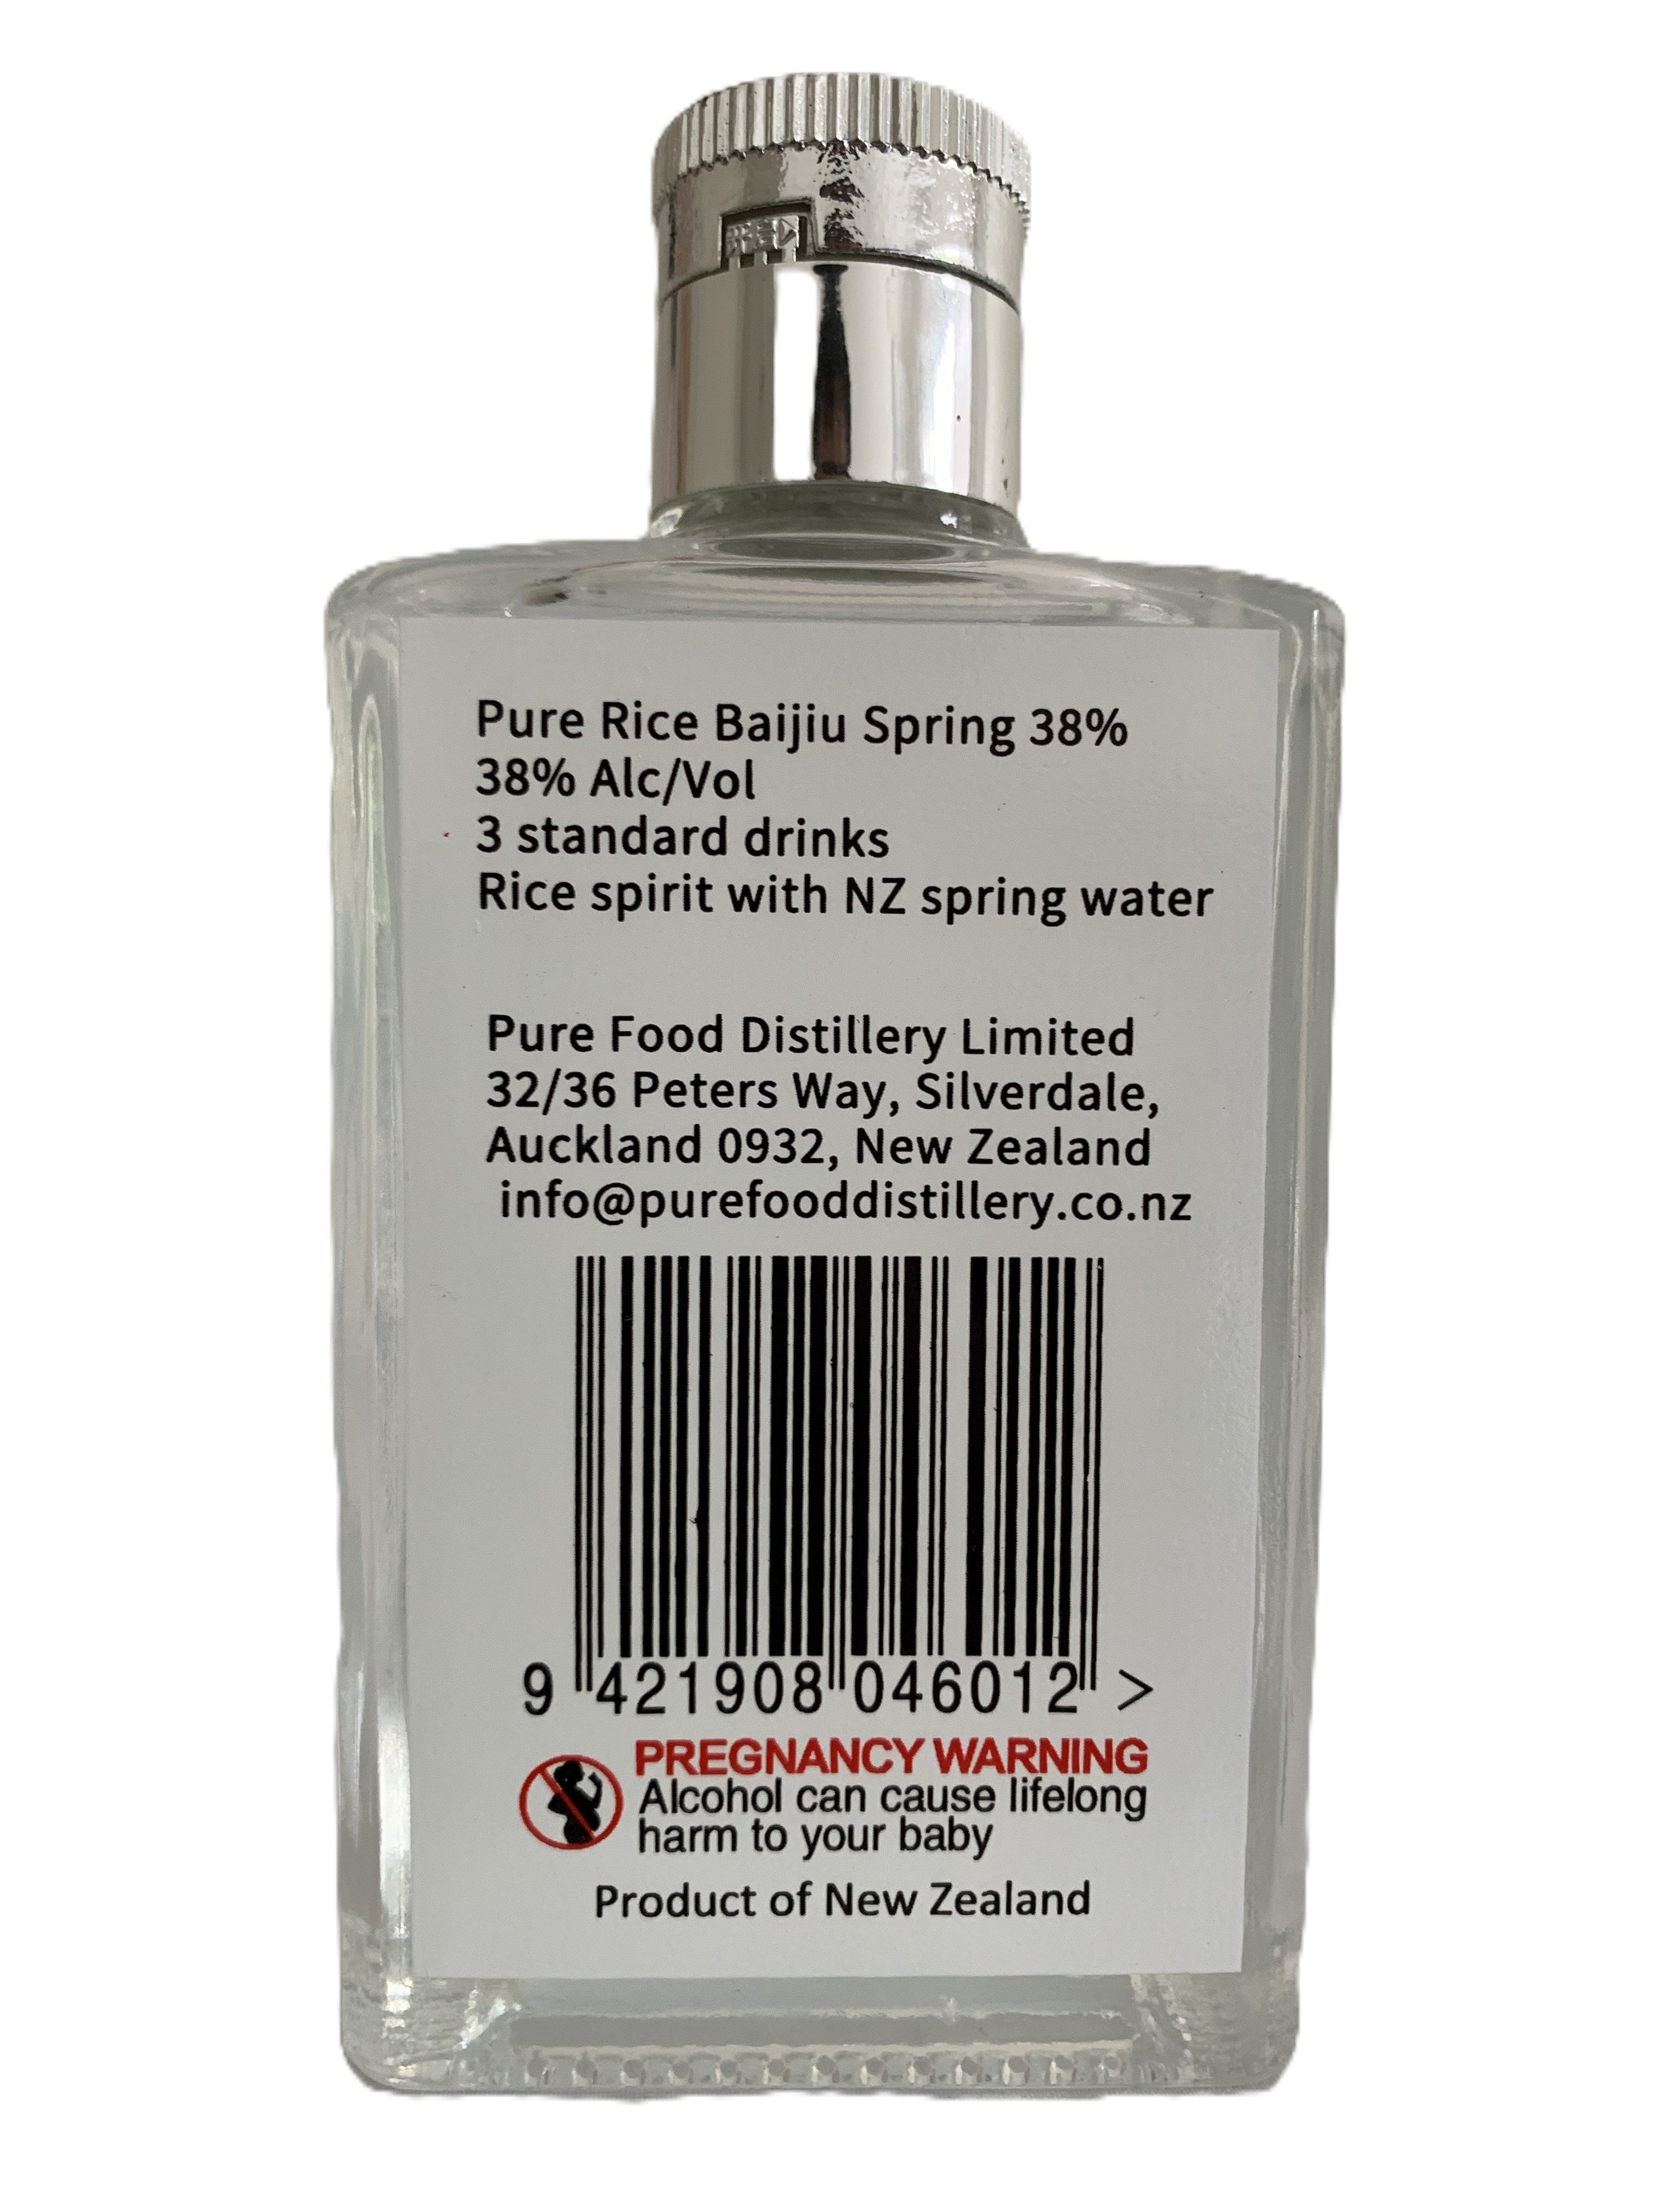 Pure Rice Baijiu Spring 38%
38% Alc/Vol
3 standard drinks
Rice spirit with NZ spring water
Pure Food Distillery Limited
32/36 Peters Way, Silverdale,
Auckland 0932, New Zealand
info@purefooddistillery.co.nz
9 421908 046012 >
PREGNANCY WARNING
Alcohol can cause lifelong
harm to your baby
Product of New Zealand